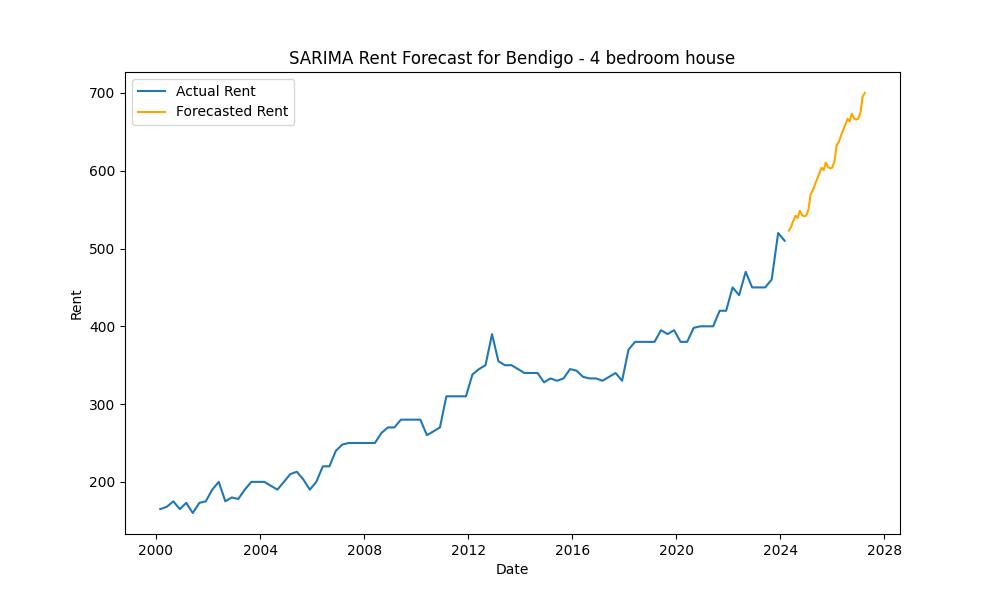 SARIMA Rent Forecast for Bendigo - 4 bedroom house
Actual Rent
Forecasted Rent
700
600
500
400
300
200
Rent
2000 2004 2008 2012 2016 2020 2024 2028
Date